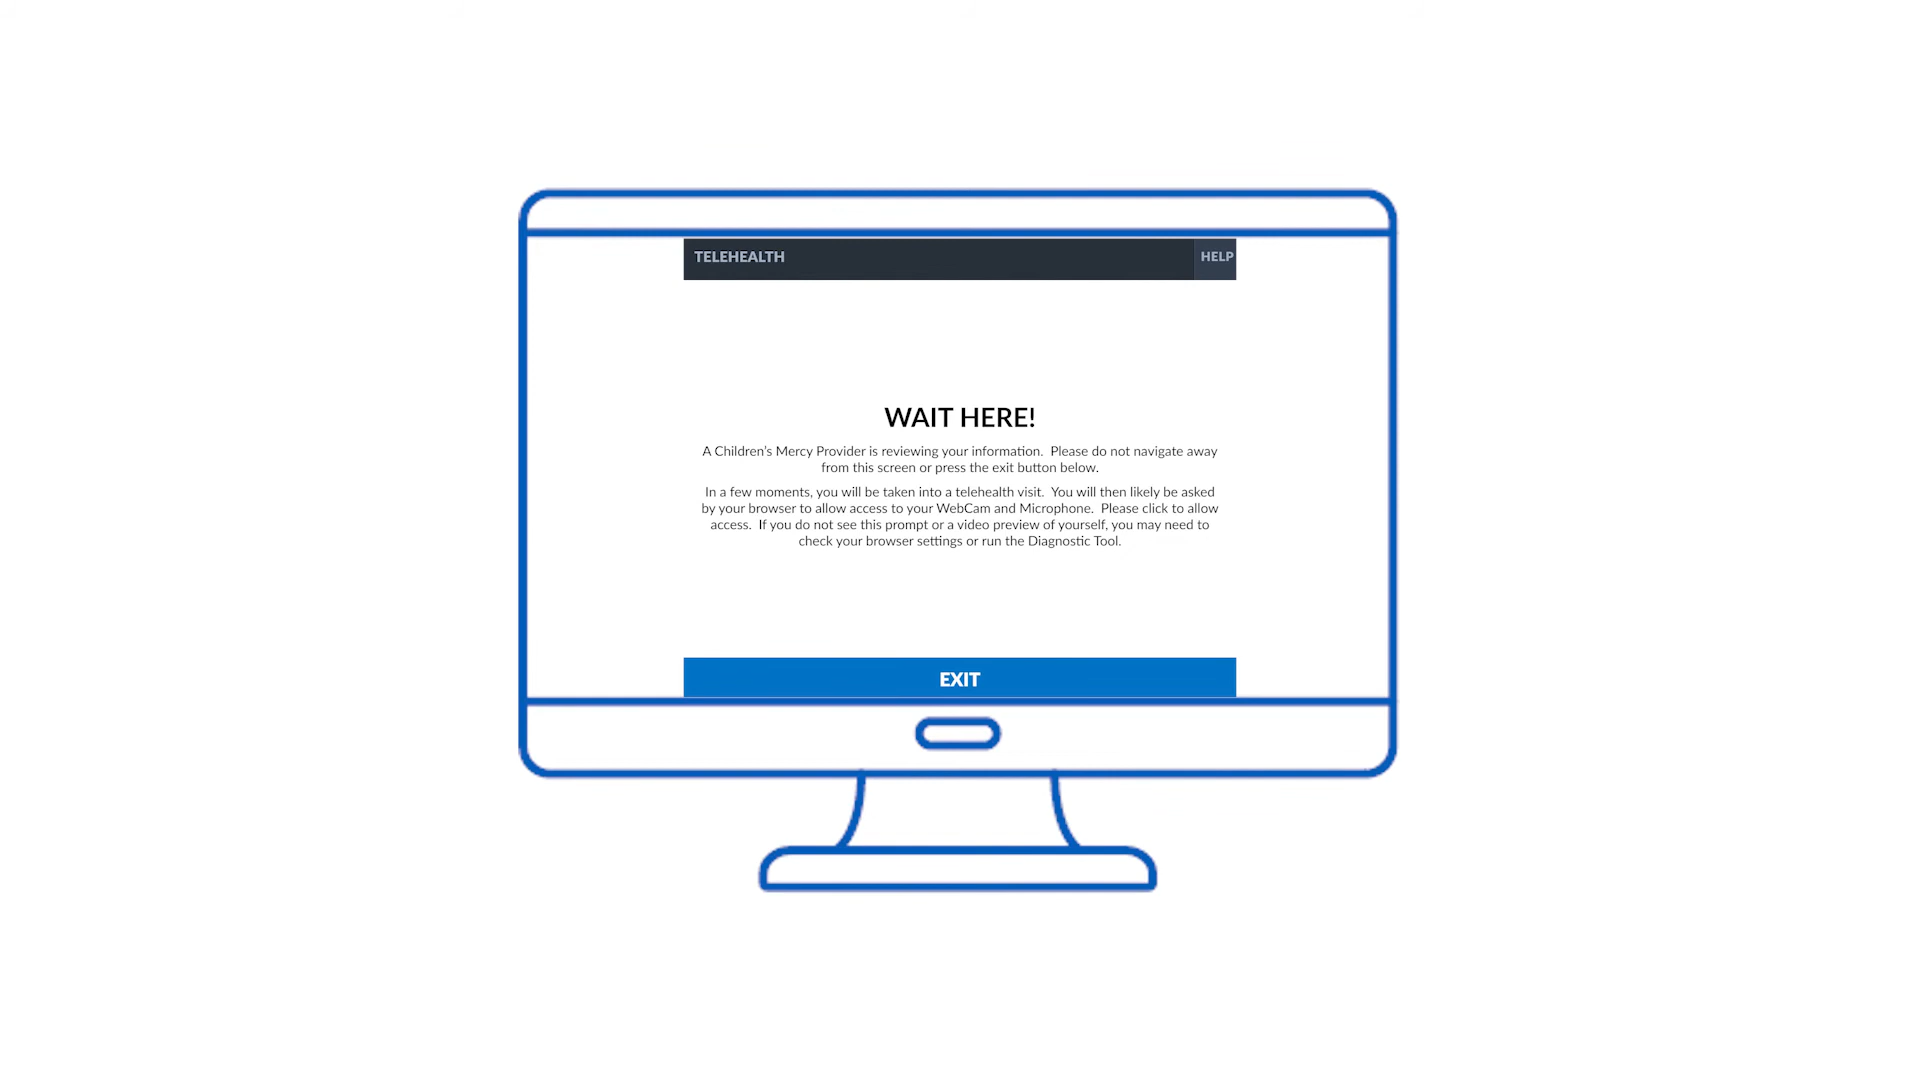 TELEHEALTH
HELP
WAIT HERE!
A Children's Mercy Provider is reviewing your information.  Please do not navigate away
from this screen or press the exit button below.
In a few moments, you will be taken into a telehealth visit.  You will then likely be asked
by your browser to allow access to your WebCam and Microphone.  Please click to allow
access.  If you do not see this prompt or a video preview of yourself, you may need to
check your browser settings or run the Diagnostic Tool.
EXIT